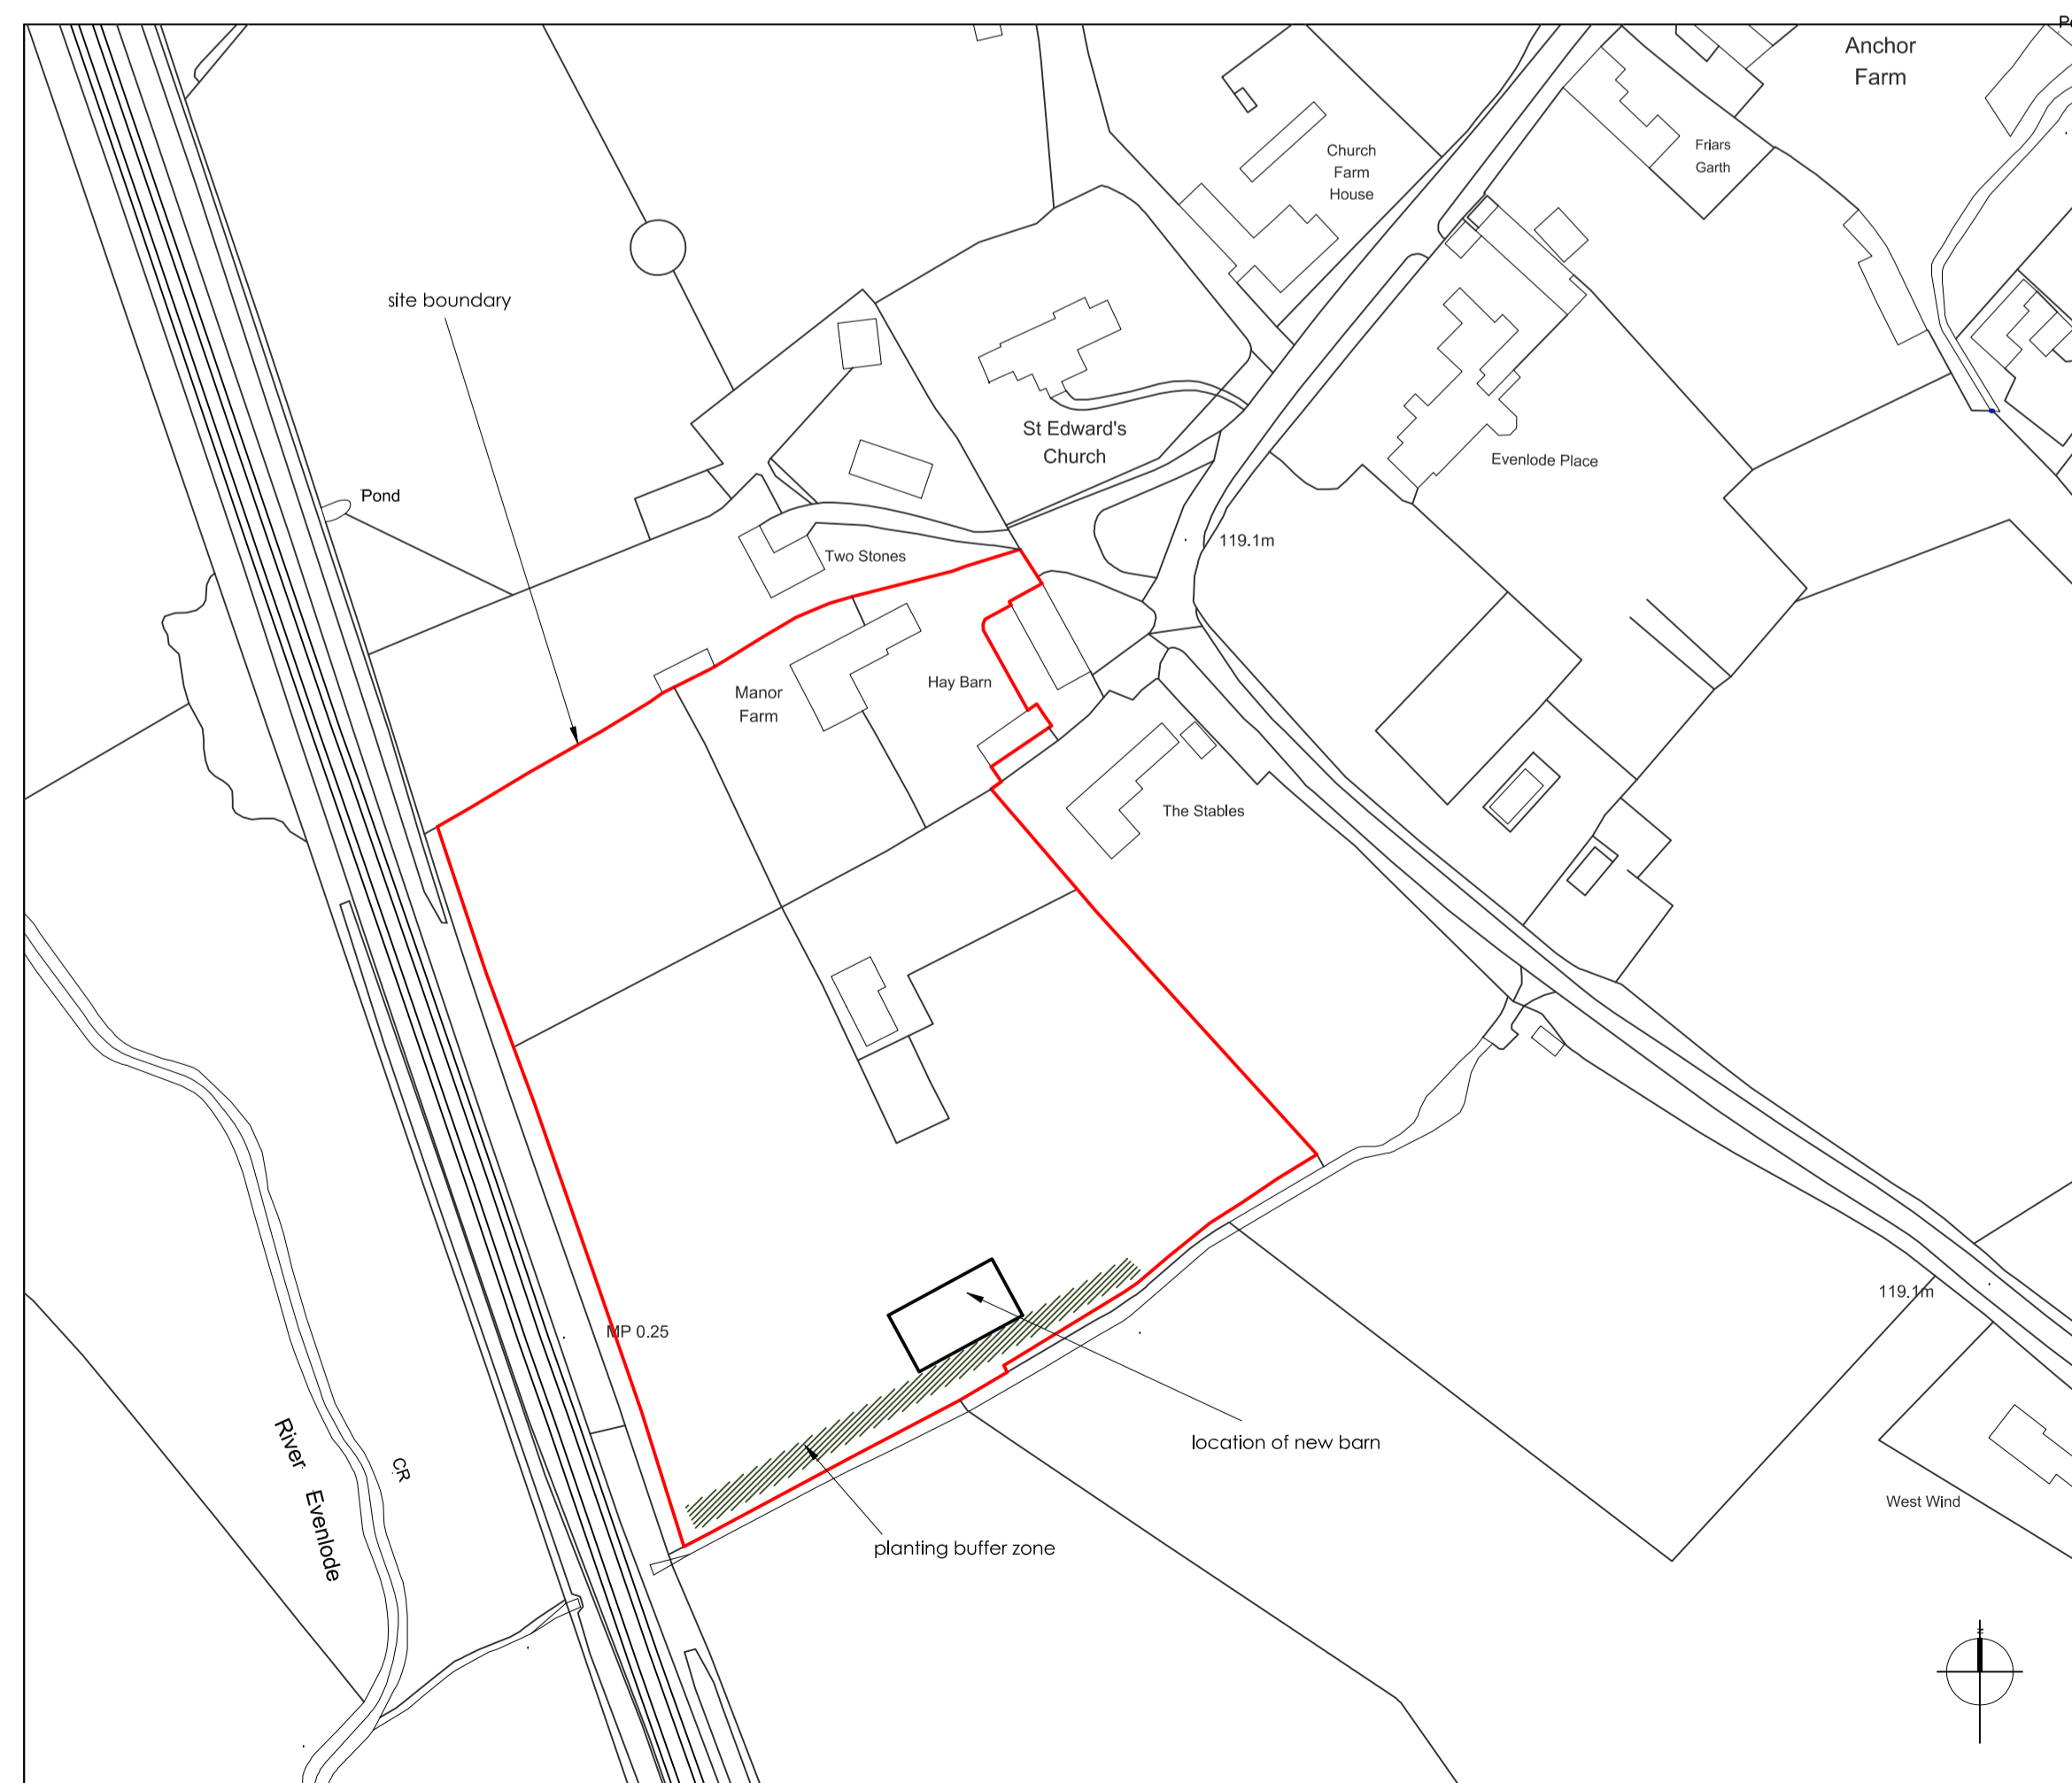 Anchor
Farm
Church
Farm
House
Friars
Garth
site boundary
St Edward's
Church
Evenlode Place
Pond
119.1m
Two Stones
Hay Barn
Manor
Farm
The Stables
119.1m
MP 0.25
location of new barn
River
Evenlode
CR
West Wind
planting buffer zone
N